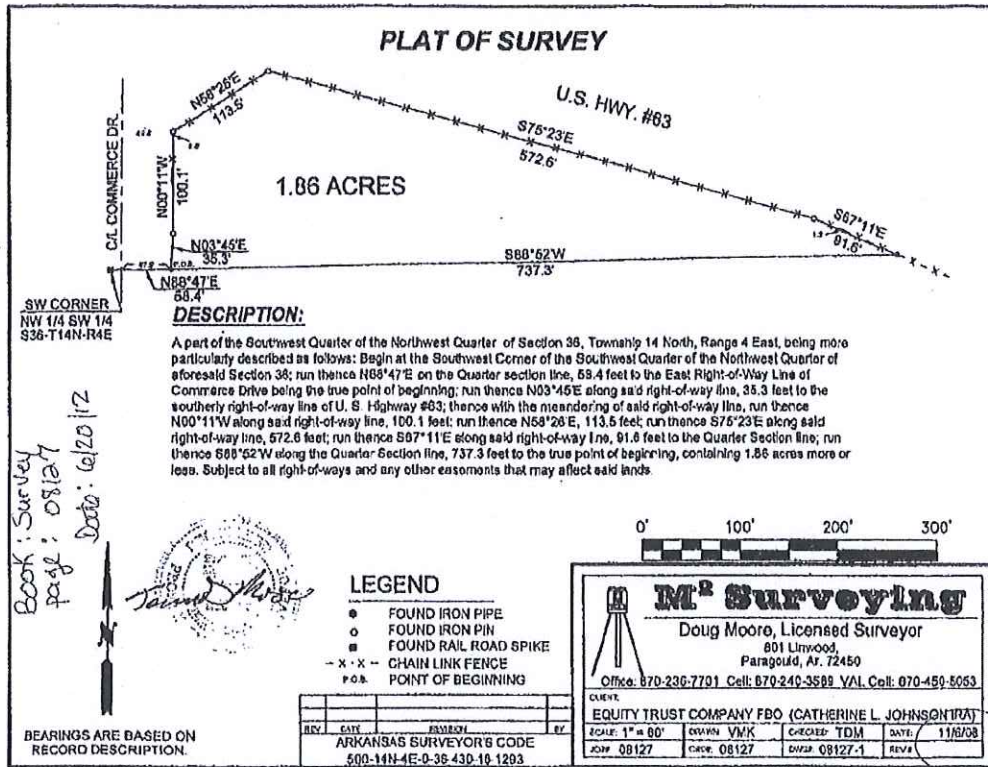 PLAT OF SURVEY
U.S. HWY. #63
C/L COMMERCE DR.
N58°26'E
113.5'
S75°23'E
572.6'
N00°11'W
100.1'
1.86 ACRES
S67°11'E
91.6'
N03°45'E
35.3'
S88°52'W
737.3'
P.O.B.
N88°47'E
58.4'
SW CORNER
NW 1/4 SW 1/4
S36-T14N-R4E
DESCRIPTION:
A part of the Southwest Quarter of the Northwest Quarter of Section 36, Township 14 North, Range 4 East, being more
particularly described as follows: Begin at the Southwest Corner of the Southwest Quarter of the Northwest Quarter of
aforesaid Section 36; run thence N88°47'E on the Quarter section line, 58.4 feet to the East Right-of-Way Line of
Commerce Drive being the true point of beginning; run thence N03°45'E along said right-of-way line, 35.3 feet to the
southerly right-of-way line of U. S. Highway #63; thence with the meandering of said right-of-way line, run thence
N00°11'W along said right-of-way line, 100.1 feet; run thence N58°26'E, 113.5 feet; run thence S75°23'E along said
right-of-way line, 572.6 feet; run thence S67°11'E along said right-of-way line, 91.6 feet to the Quarter Section line; run
thence S88°52'W along the Quarter Section line, 737.3 feet to the true point of beginning, containing 1.86 acres more or
less. Subject to all right-of-ways and any other easements that may affect said lands.
Book: Survey
page: 08127
Date: 6/20/12
N
BEARINGS ARE BASED ON
RECORD DESCRIPTION.
LEGEND
FOUND IRON PIPE
FOUND IRON PIN
FOUND RAIL ROAD SPIKE
- X - X - CHAIN LINK FENCE
P.O.B. POINT OF BEGINNING
REV DATE REVISION BY
ARKANSAS SURVEYOR'S CODE
500-14N-4E-0-36-430-16-1293
0' 100' 200' 300'
M² Surveying
Doug Moore, Licensed Surveyor
801 Linwood,
Paragould, Ar. 72450
Office: 870-236-7701 Cell: 870-240-3589 VAL. Cell: 870-450-5053
CLIENT:
EQUITY TRUST COMPANY FBO (CATHERINE L. JOHNSON IRA)
SCALE: 1" = 60' DRAWN: VMK CHECKED: TDM DATE: 11/6/08
JOB#: 08127 CRD#: 08127 DWG#: 08127-1 REV#